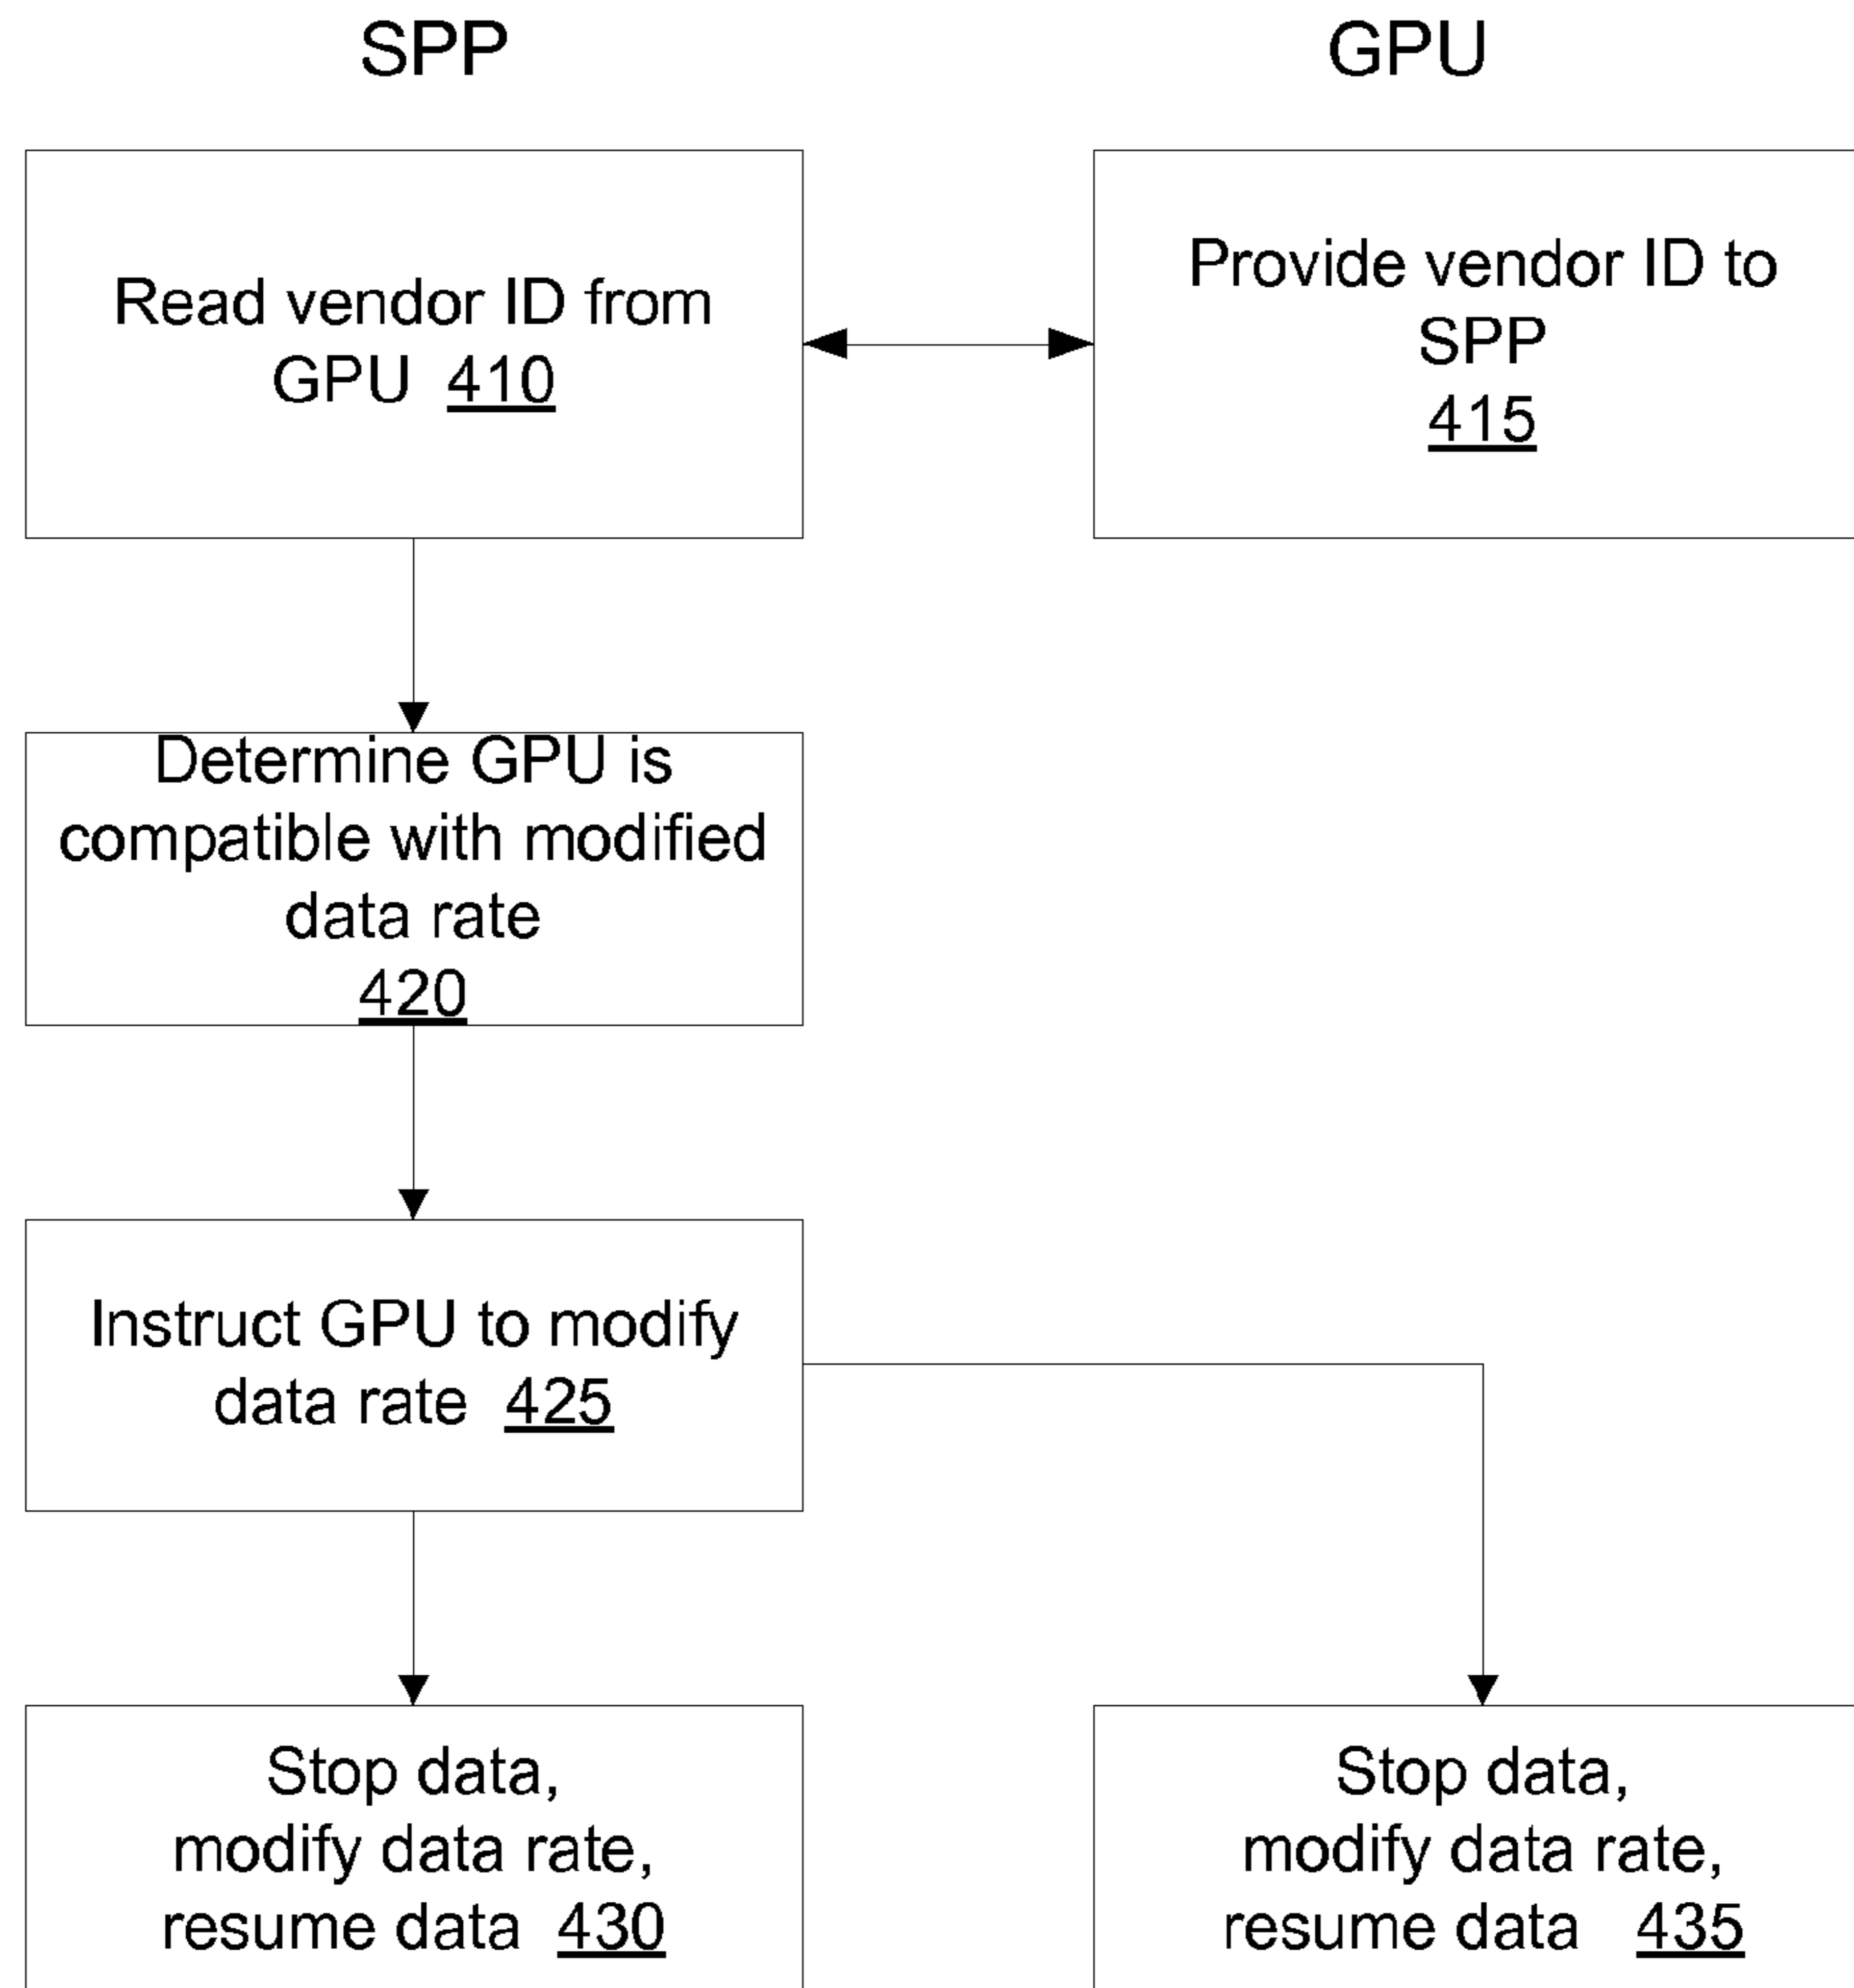 SPP
GPU
Read vendor ID from
GPU 410
Provide vendor ID to
SPP
415
Determine GPU is
compatible with modified
data rate
420
Instruct GPU to modify
data rate 425
Stop data,
modify data rate,
resume data 430
Stop data,
modify data rate,
resume data 435